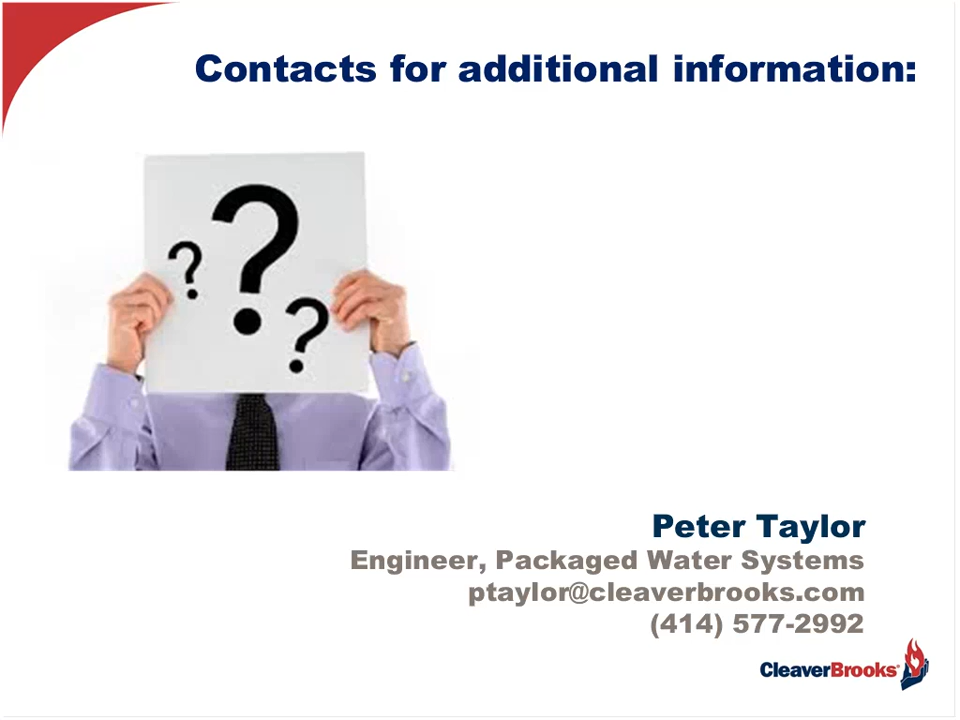 Contacts for additional information:
? ? ?
Peter Taylor
Engineer, Packaged Water Systems
ptaylor@cleaverbrooks.com
(414) 577-2992
CleaverBrooks®